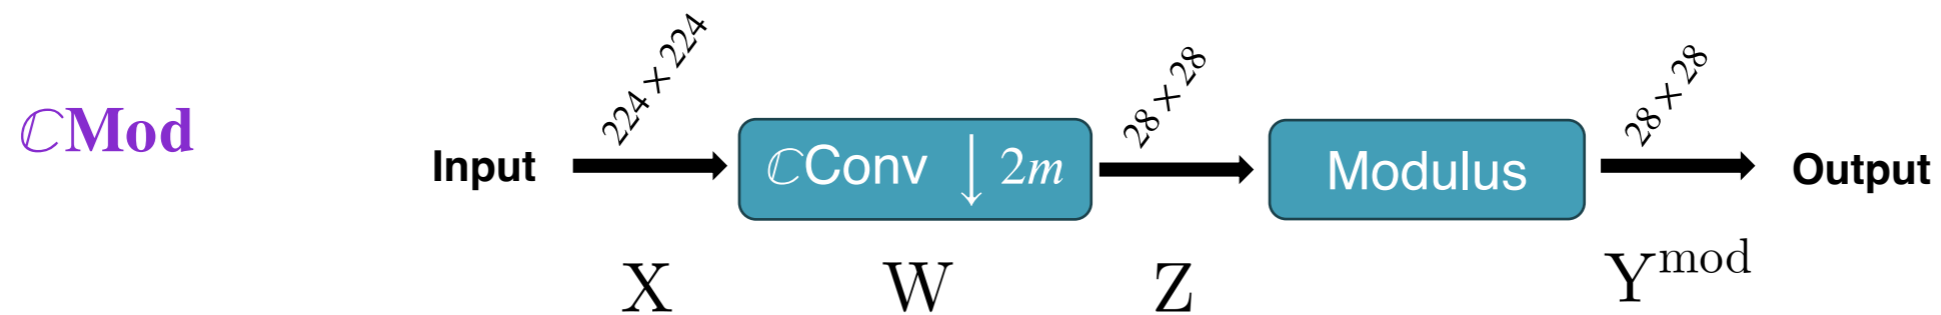 ℂMod
224×224
28×28
28×28
Input
ℂConv ↓ 2m
Modulus
Output
X
W
Z
Y^mod